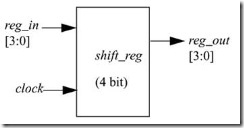 reg_in
[3:0]
clock
shift_reg
(4 bit)
reg_out
[3:0]